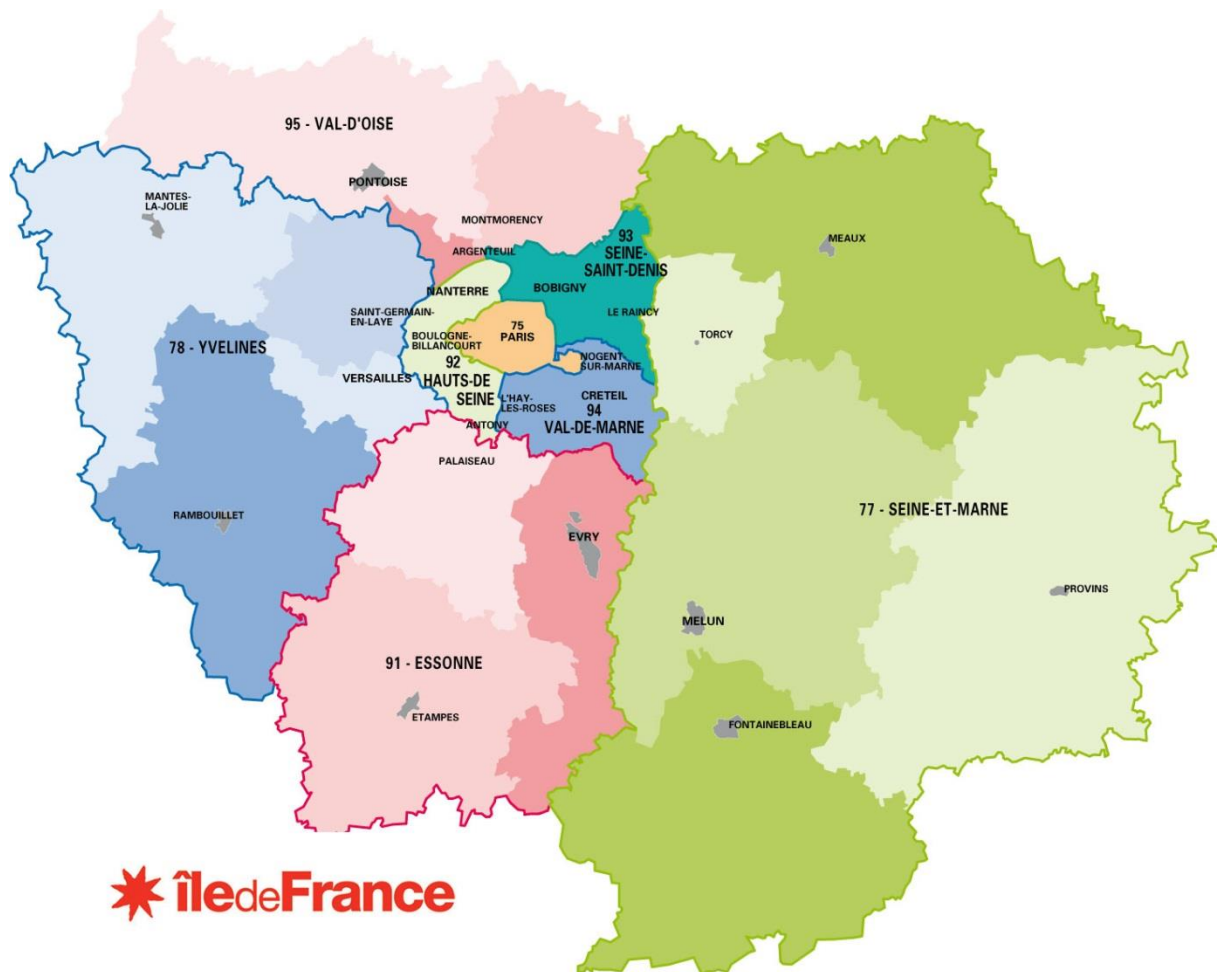 95 - VAL-D'OISE
PONTOISE
MANTES-
LA-JOLIE
MONTMORENCY
ARGENTEUIL
93
SEINE-
SAINT-DENIS
MEAUX
NANTERRE
BOBIGNY
SAINT-GERMAIN-
EN-LAYE
LE RAINCY
75
PARIS
TORCY
78 - YVELINES
BOULOGNE-
BILLANCOURT
NOGENT
SUR-MARNE
92
HAUTS-DE
SEINE
VERSAILLES
L'HAY-
LES-ROSES
CRETEIL
94
VAL-DE-MARNE
ANTONY
PALAISEAU
RAMBOUILLET
77 - SEINE-ET-MARNE
EVRY
PROVINS
MELUN
91 - ESSONNE
ETAMPES
FONTAINEBLEAU
îledeFrance